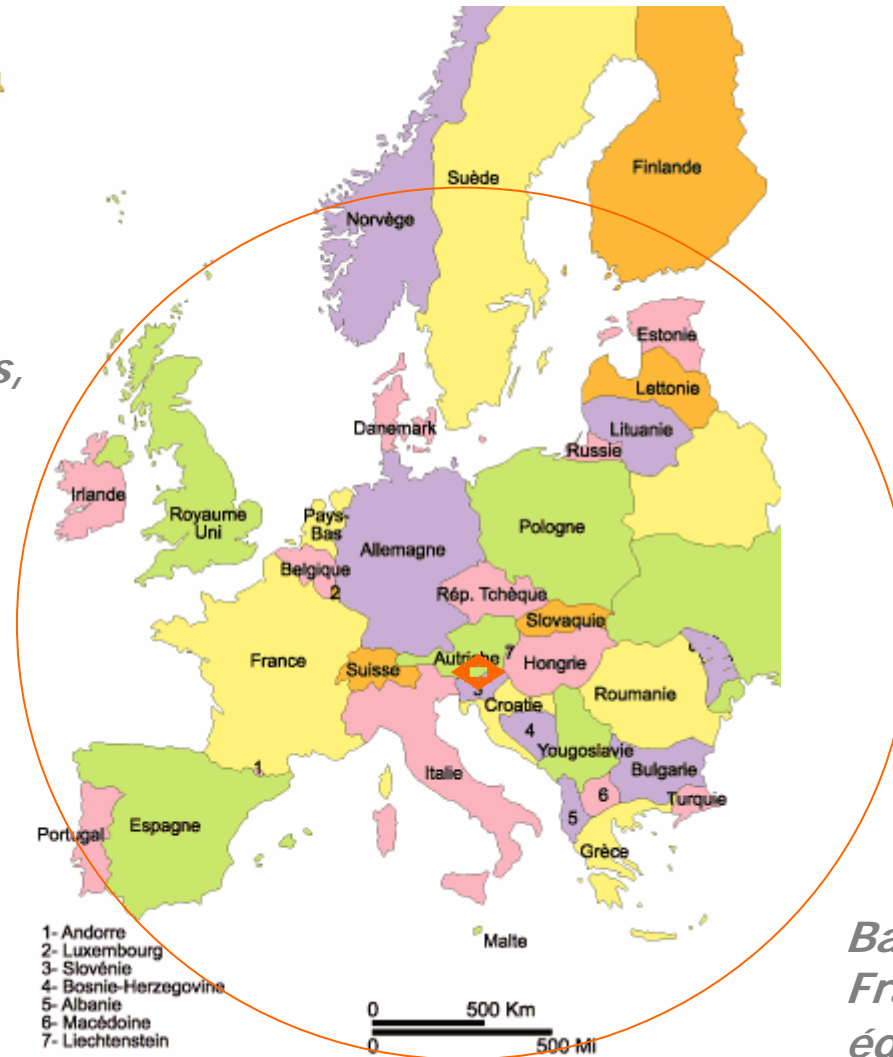 Suède
Finlande
Norvège
Estonie
s,
Lettonie
Danemark
Lituanie
Russie
Irlande
Royaume
Uni
Pays-
Bas
Pologne
Allemagne
Belgique
2
Rép. Tchèque
Slovaquie
7
France
Autriche
Hongrie
Suisse
3
Roumanie
Croatie
4
Yougoslavie
1
Italie
Bulgarie
6
Turquie
5
Portugal
Espagne
Grèce
Malte
1- Andorre
2- Luxembourg
3- Slovénie
4- Bosnie-Herzegovine
5- Albanie
6- Macédoine
7- Liechtenstein
0 500 Km
0 500 Mi
Ba
Fra
éc